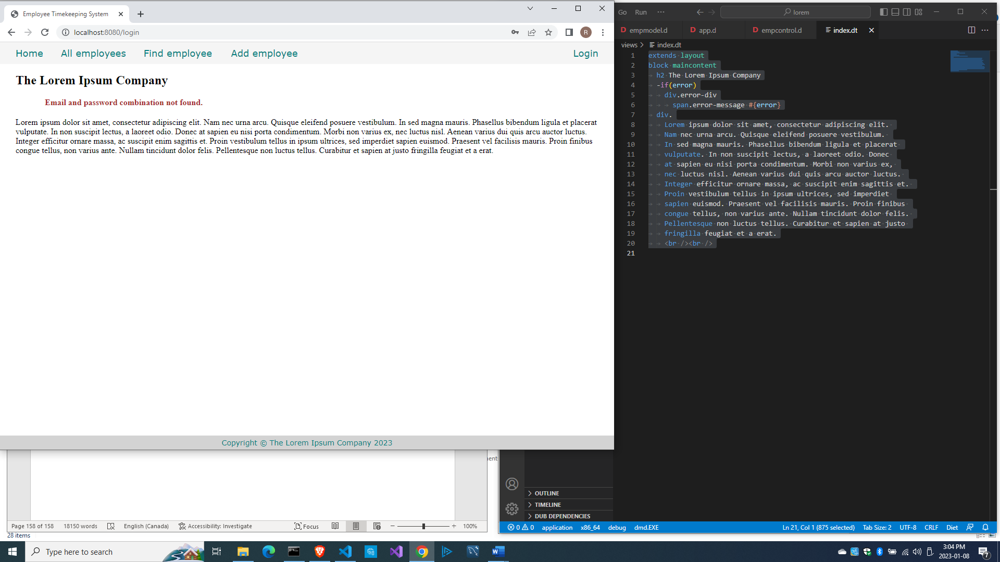 Employee Timekeeping System
localhost:8080/login
R
Home All employees Find employee Add employee Login
The Lorem Ipsum Company
Email and password combination not found.
Lorem ipsum dolor sit amet, consectetur adipiscing elit. Nam nec urna arcu. Quisque eleifend posuere vestibulum. In sed magna mauris. Phasellus bibendum ligula et placerat
vulputate. In non suscipit lectus, a laoreet odio. Donec at sapien eu nisi porta condimentum. Morbi non varius ex, nec luctus nisl. Aenean varius dui quis arcu auctor luctus.
Integer efficitur ornare massa, ac suscipit enim sagittis et. Proin vestibulum tellus in ipsum ultrices, sed imperdiet sapien euismod. Praesent vel facilisis mauris. Proin finibus
congue tellus, non varius ante. Nullam tincidunt dolor felis. Pellentesque non luctus tellus. Curabitur et sapien at justo fringilla feugiat et a erat.
Copyright © The Lorem Ipsum Company 2023
Go Run ··· lorem
D empmodel.d D app.d D empcontrol.d index.dt
views > index.dt
1 extends layout
2 block maincontent
3 h2 The Lorem Ipsum Company
4 -if(error)
5 div.error-div
6 span.error-message #{error}
7 div.
8 Lorem ipsum dolor sit amet, consectetur adipiscing elit.
9 Nam nec urna arcu. Quisque eleifend posuere vestibulum.
10 In sed magna mauris. Phasellus bibendum ligula et placerat
11 vulputate. In non suscipit lectus, a laoreet odio. Donec
12 at sapien eu nisi porta condimentum. Morbi non varius ex,
13 nec luctus nisl. Aenean varius dui quis arcu auctor luctus.
14 Integer efficitur ornare massa, ac suscipit enim sagittis et.
15 Proin vestibulum tellus in ipsum ultrices, sed imperdiet
16 sapien euismod. Praesent vel facilisis mauris. Proin finibus
17 congue tellus, non varius ante. Nullam tincidunt dolor felis.
18 Pellentesque non luctus tellus. Curabitur et sapien at justo
19 fringilla feugiat et a erat.
20 <br /><br />
21
OUTLINE
TIMELINE
DUB DEPENDENCIES
0 0 application x86_64 debug dmd.EXE Ln 21, Col 1 (875 selected) Tab Size: 2 UTF-8 CRLF Diet
Page 158 of 158 18150 words English (Canada) Accessibility: Investigate Focus 100%
28 items
Type here to search
3:04 PM
2023-01-08
7